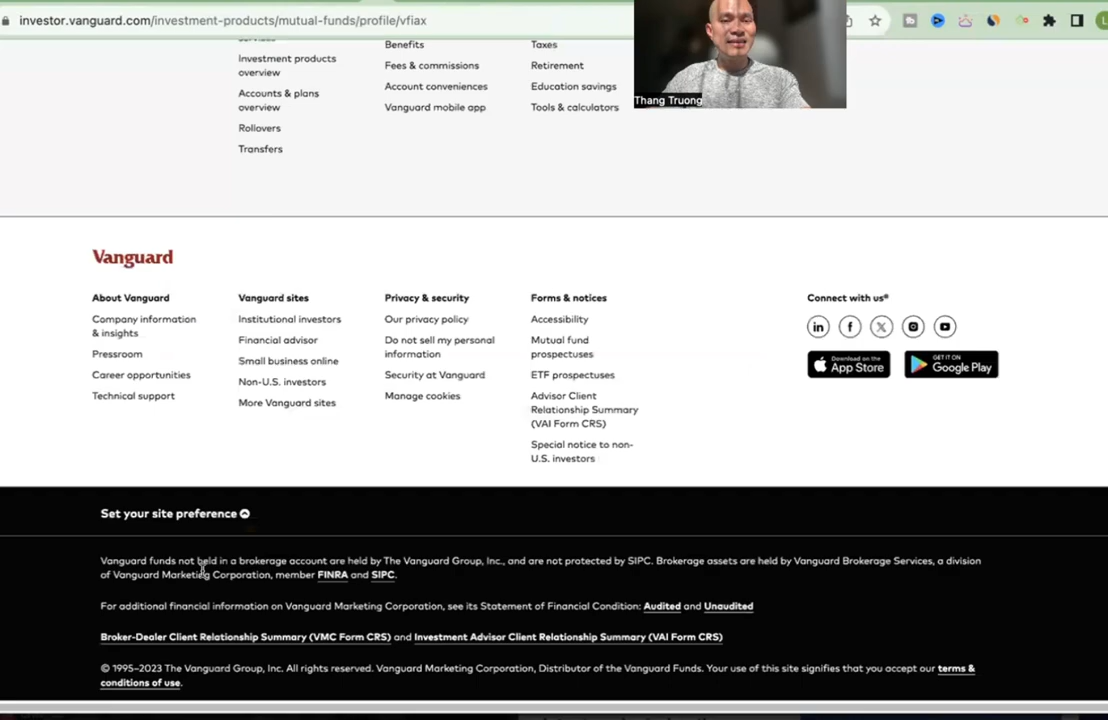 investor.vanguard.com/investment-products/mutual-funds/profile/vfiax
Investment products
overview
Accounts & plans
overview
Rollovers
Transfers
Benefits
Fees & commissions
Account conveniences
Vanguard mobile app
Taxes
Retirement
Education savings
Tools & calculators
Thang Truong
Vanguard
About Vanguard
Company information
& insights
Pressroom
Career opportunities
Technical support
Vanguard sites
Institutional investors
Financial advisor
Small business online
Non-U.S. investors
More Vanguard sites
Privacy & security
Our privacy policy
Do not sell my personal
information
Security at Vanguard
Manage cookies
Forms & notices
Accessibility
Mutual fund
prospectuses
ETF prospectuses
Advisor Client
Relationship Summary
(VAI Form CRS)
Special notice to non-
U.S. investors
Connect with us®
Download on the
App Store
GET IT ON
Google Play
Set your site preference
Vanguard funds not held in a brokerage account are held by The Vanguard Group, Inc., and are not protected by SIPC. Brokerage assets are held by Vanguard Brokerage Services, a division
of Vanguard Marketing Corporation, member FINRA and SIPC.
For additional financial information on Vanguard Marketing Corporation, see its Statement of Financial Condition: Audited and Unaudited
Broker-Dealer Client Relationship Summary (VMC Form CRS) and Investment Advisor Client Relationship Summary (VAI Form CRS)
© 1995–2023 The Vanguard Group, Inc. All rights reserved. Vanguard Marketing Corporation, Distributor of the Vanguard Funds. Your use of this site signifies that you accept our terms &
conditions of use.